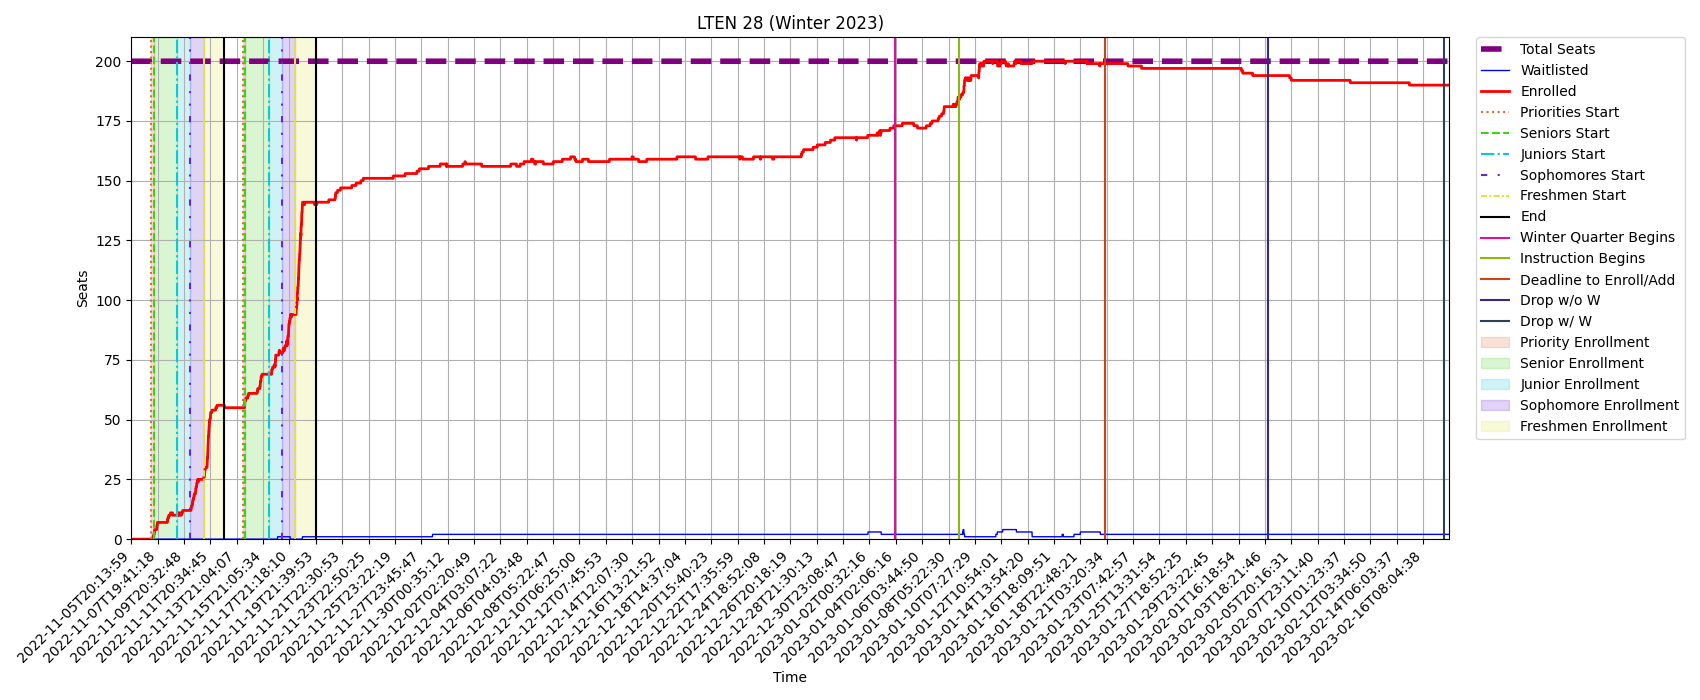 LTEN 28 (Winter 2023)
Seats
200
175
150
125
100
75
50
25
0
2022-11-05T20:13:59
2022-11-07T19:41:18
2022-11-09T20:32:48
2022-11-11T20:34:45
2022-11-13T21:04:07
2022-11-15T21:05:34
2022-11-17T21:18:10
2022-11-19T21:39:53
2022-11-21T22:30:53
2022-11-23T22:50:25
2022-11-25T23:22:19
2022-11-27T23:45:47
2022-11-30T00:35:12
2022-12-02T02:20:49
2022-12-04T03:07:22
2022-12-06T04:03:48
2022-12-08T05:22:47
2022-12-10T06:25:00
2022-12-12T07:45:53
2022-12-14T12:07:30
2022-12-16T13:21:52
2022-12-18T14:37:04
2022-12-20T15:40:23
2022-12-22T17:35:59
2022-12-24T18:52:08
2022-12-26T20:18:19
2022-12-28T21:30:13
2022-12-30T23:08:47
2023-01-02T00:32:16
2023-01-04T02:06:16
2023-01-06T03:44:50
2023-01-08T05:22:30
2023-01-10T07:27:29
2023-01-12T10:54:01
2023-01-14T13:54:20
2023-01-16T18:09:51
2023-01-18T22:48:21
2023-01-21T03:20:34
2023-01-23T07:42:57
2023-01-25T13:31:54
2023-01-27T18:52:25
2023-01-29T23:22:45
2023-02-01T16:18:54
2023-02-03T18:21:46
2023-02-05T20:16:31
2023-02-07T23:11:40
2023-02-10T01:23:37
2023-02-12T03:34:50
2023-02-14T06:03:37
2023-02-16T08:04:38
Time
Total Seats
Waitlisted
Enrolled
Priorities Start
Seniors Start
Juniors Start
Sophomores Start
Freshmen Start
End
Winter Quarter Begins
Instruction Begins
Deadline to Enroll/Add
Drop w/o W
Drop w/ W
Priority Enrollment
Senior Enrollment
Junior Enrollment
Sophomore Enrollment
Freshmen Enrollment